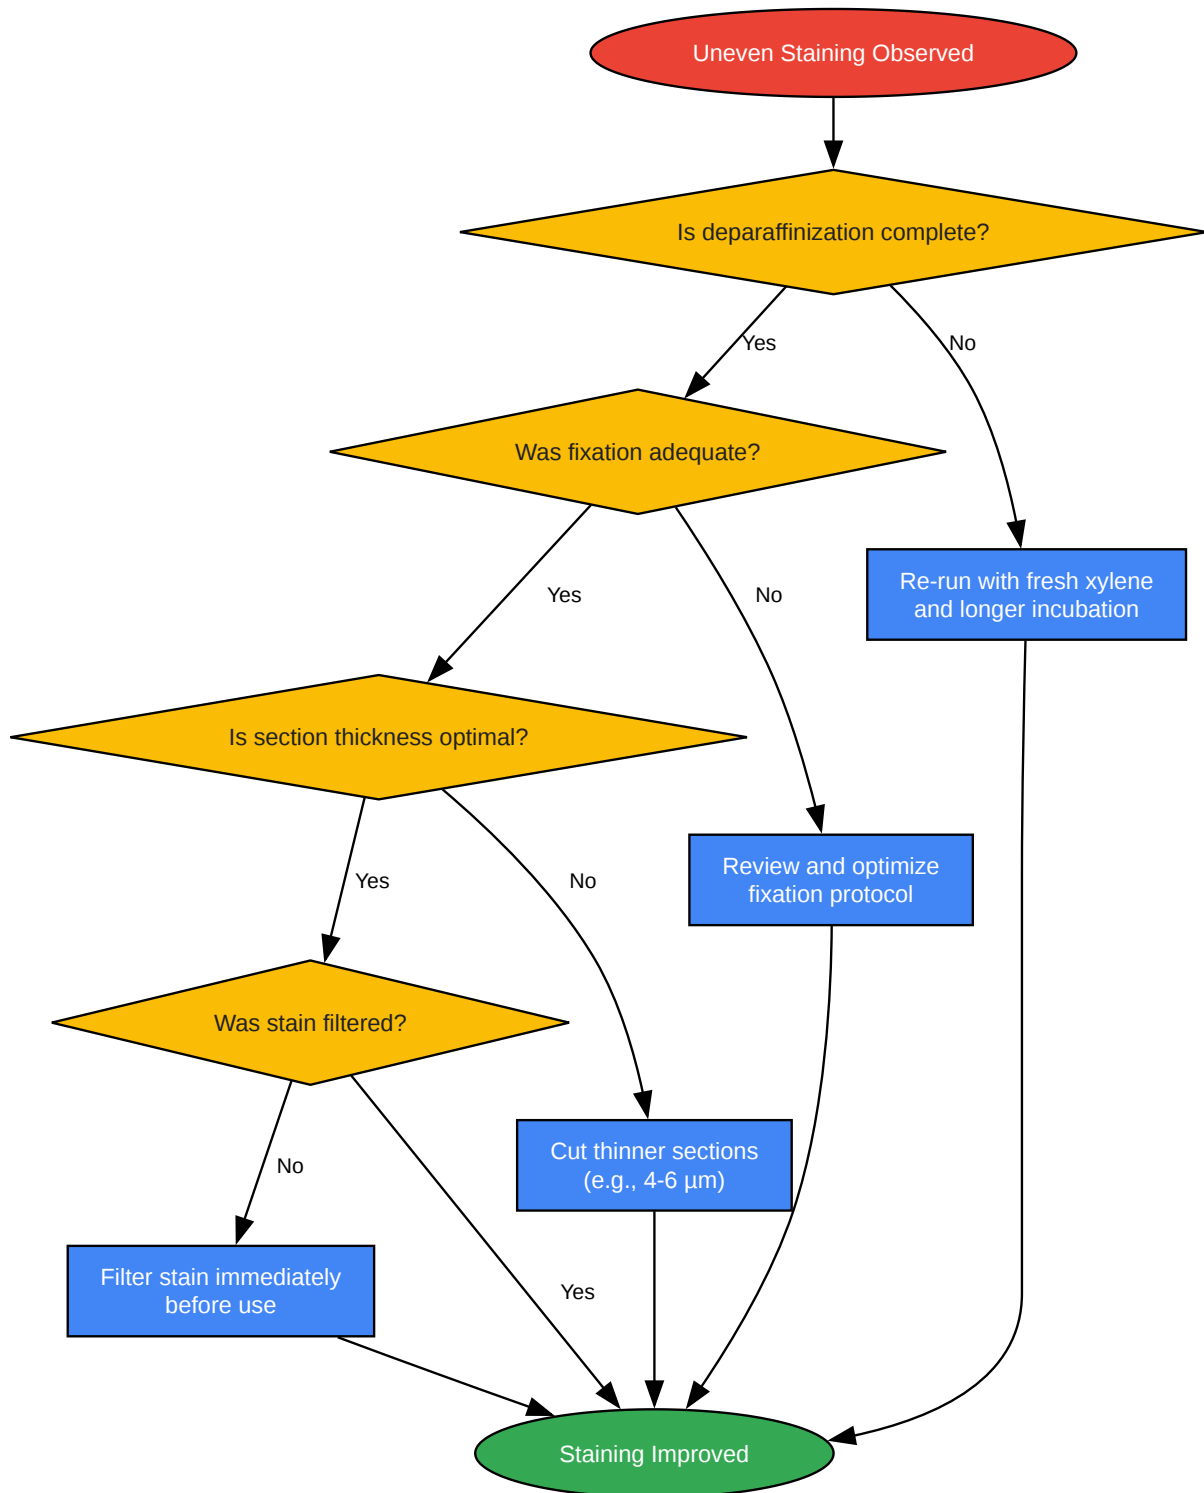 Uneven Staining Observed
Is deparaffinization complete?
Yes
No
Was fixation adequate?
Re-run with fresh xylene
and longer incubation
Yes
No
Is section thickness optimal?
Review and optimize
fixation protocol
Yes
No
Was stain filtered?
Cut thinner sections
(e.g., 4-6 µm)
No
Filter stain immediately
before use
Yes
Staining Improved